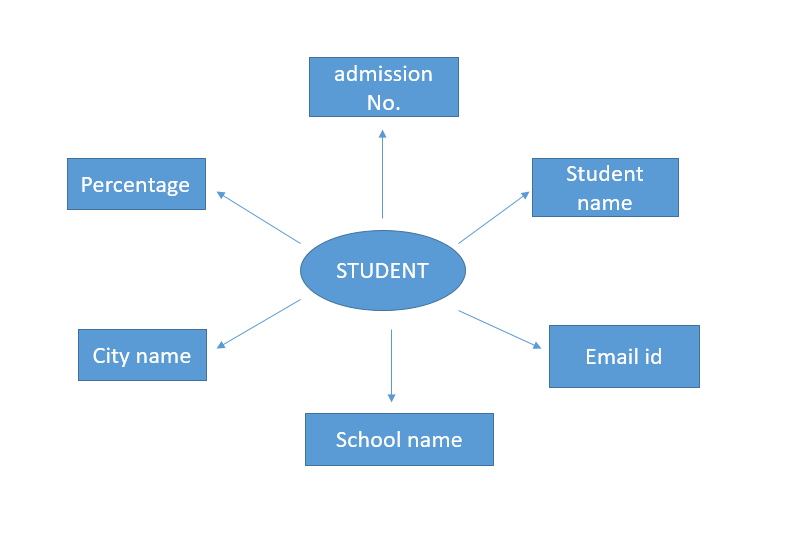 admission
No.
Percentage
Student
name
STUDENT
City name
Email id
School name